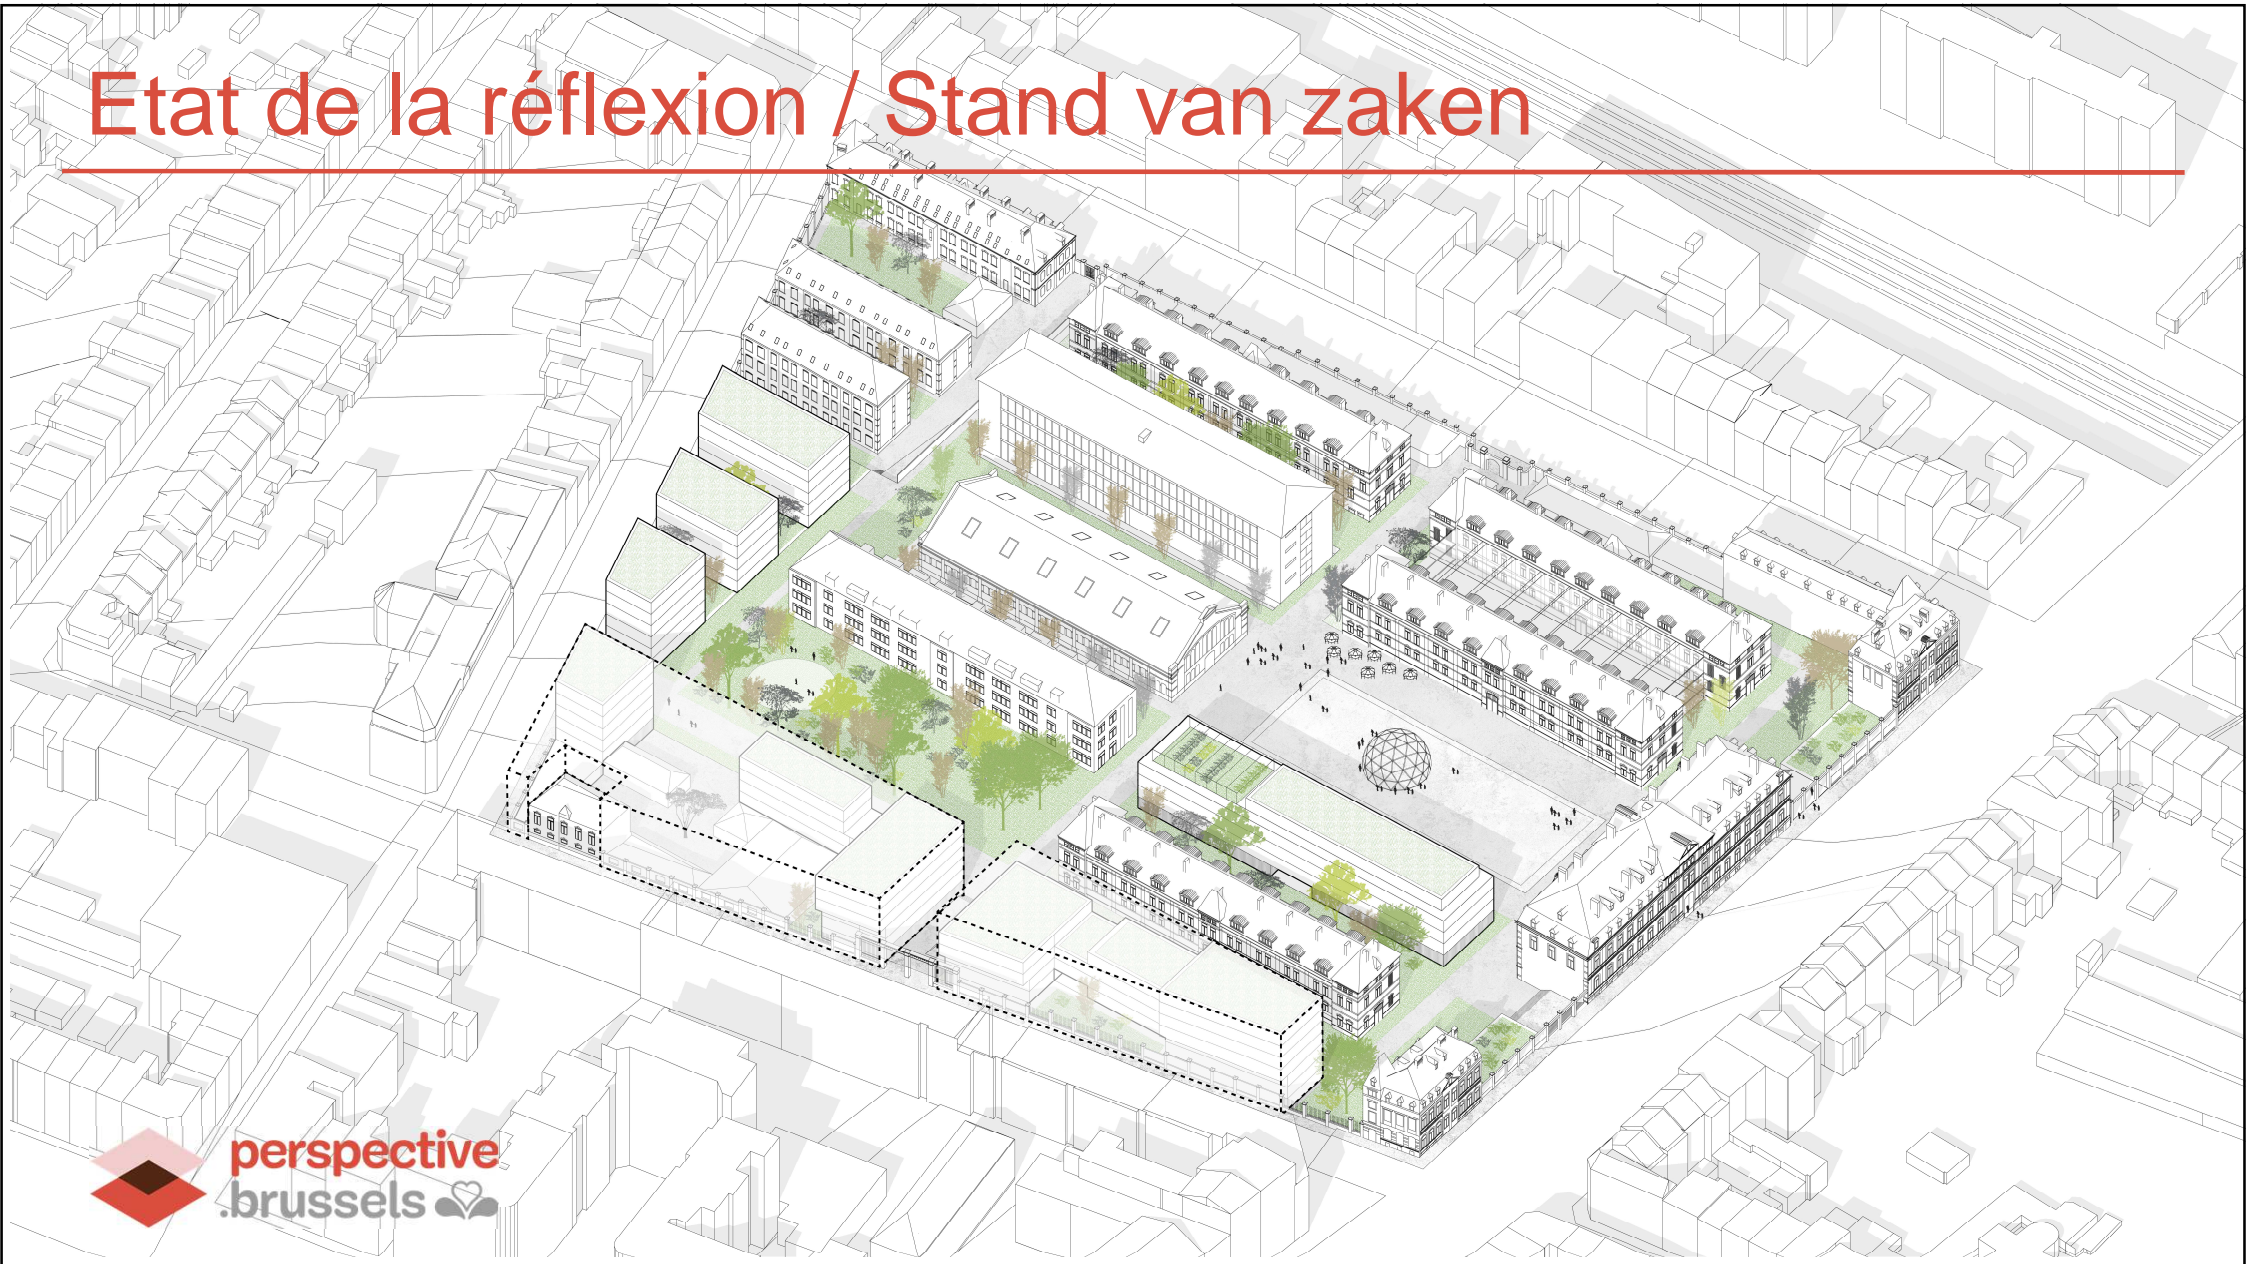 Etat de la réflexion / Stand van zaken
perspective
.brussels